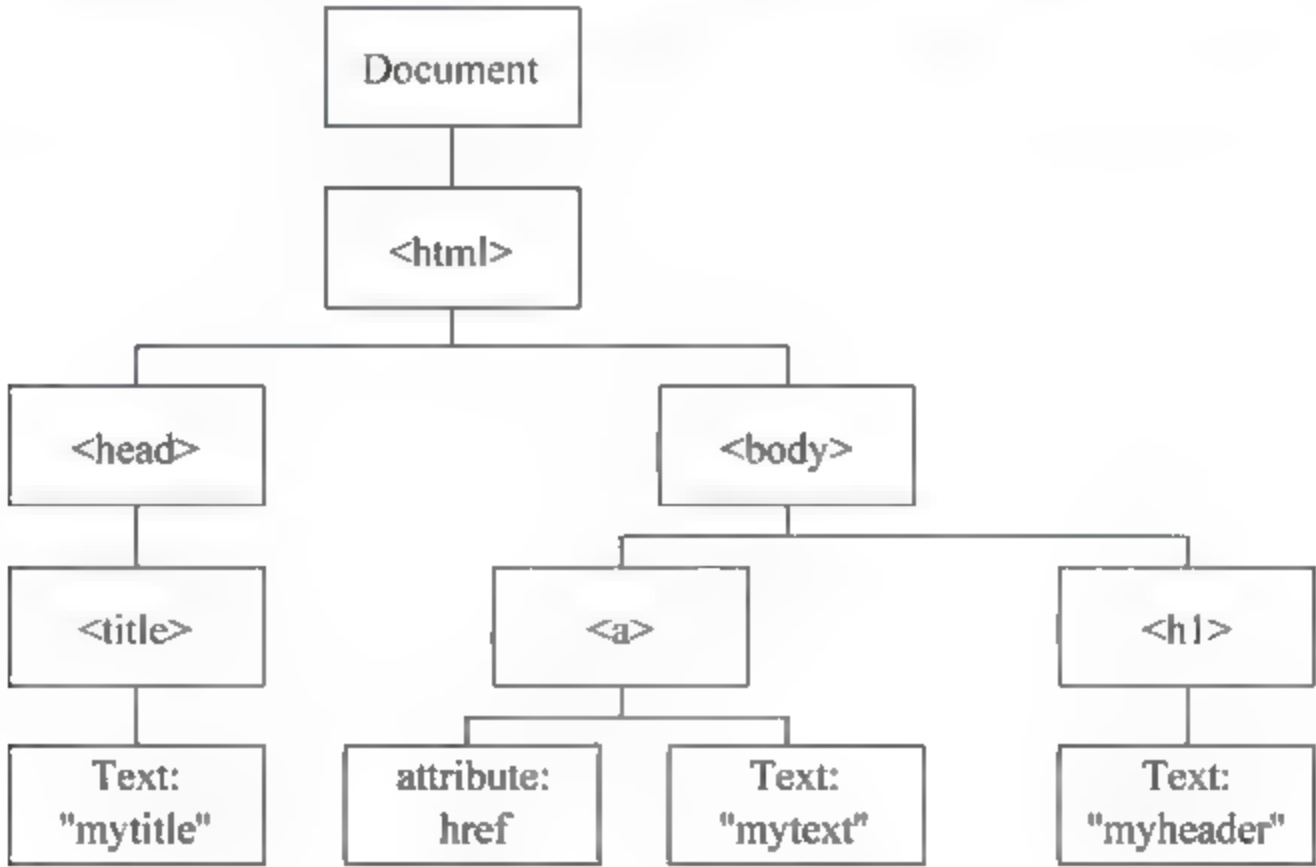 Document
<html>
<head>
<body>
<title>
<a>
<h1>
Text:
"mytitle"
attribute:
href
Text:
"mytext"
Text:
"myheader"